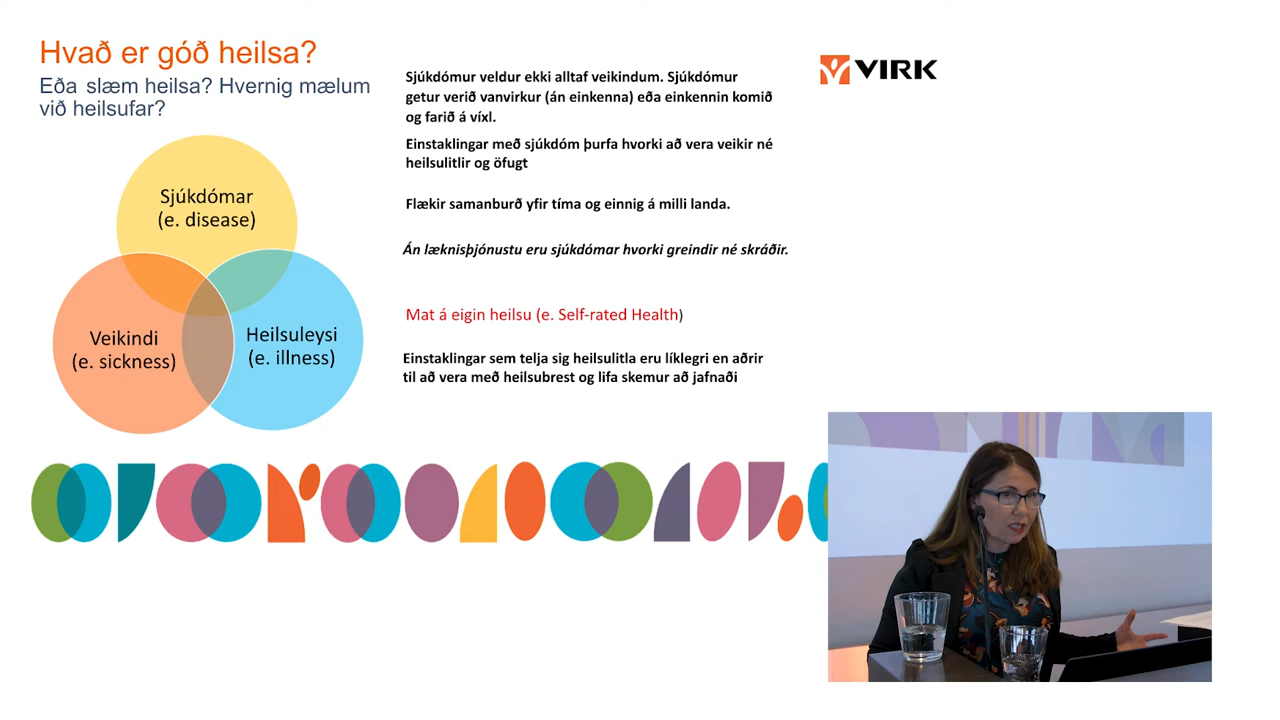 Hvað er góð heilsa?
Eða slæm heilsa? Hvernig mælum
við heilsufar?
Sjúkdómar
(e. disease)
Veikindi
(e. sickness)
Heilsuleysi
(e. illness)
Sjúkdómur veldur ekki alltaf veikindum. Sjúkdómur
getur verið vanvirkur (án einkenna) eða einkennin komið
og farið á víxl.
Einstaklingar með sjúkdóm þurfa hvorki að vera veikir né
heilsulitlir og öfugt
Flækir samanburð yfir tíma og einnig á milli landa.
Án læknisþjónustu eru sjúkdómar hvorki greindir né skráðir.
Mat á eigin heilsu (e. Self-rated Health)
Einstaklingar sem telja sig heilsulitla eru líklegri en aðrir
til að vera með heilsubrest og lifa skemur að jafnaði
VIRK